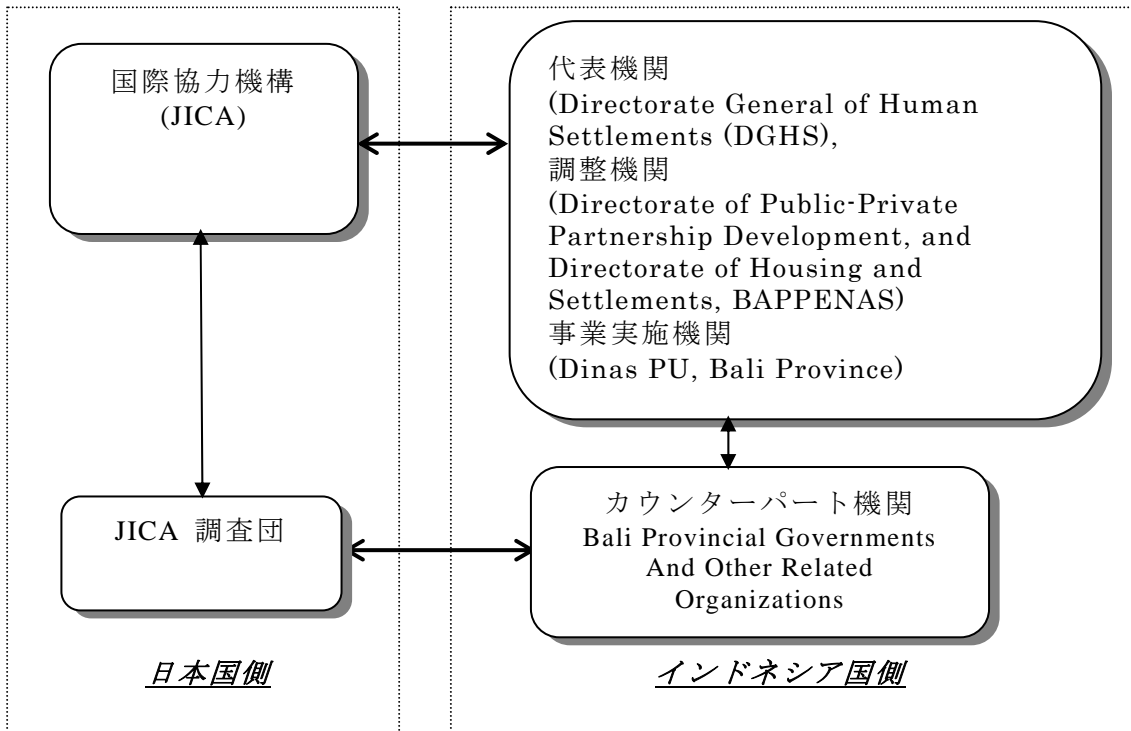 国際協力機構
(JICA)
代表機関
(Directorate General of Human
Settlements (DGHS),
調整機関
(Directorate of Public-Private
Partnership Development, and
Directorate of Housing and
Settlements, BAPPENAS)
事業実施機関
(Dinas PU, Bali Province)
JICA 調査団
カウンターパート機関
Bali Provincial Governments
And Other Related
Organizations
日本国側
インドネシア国側